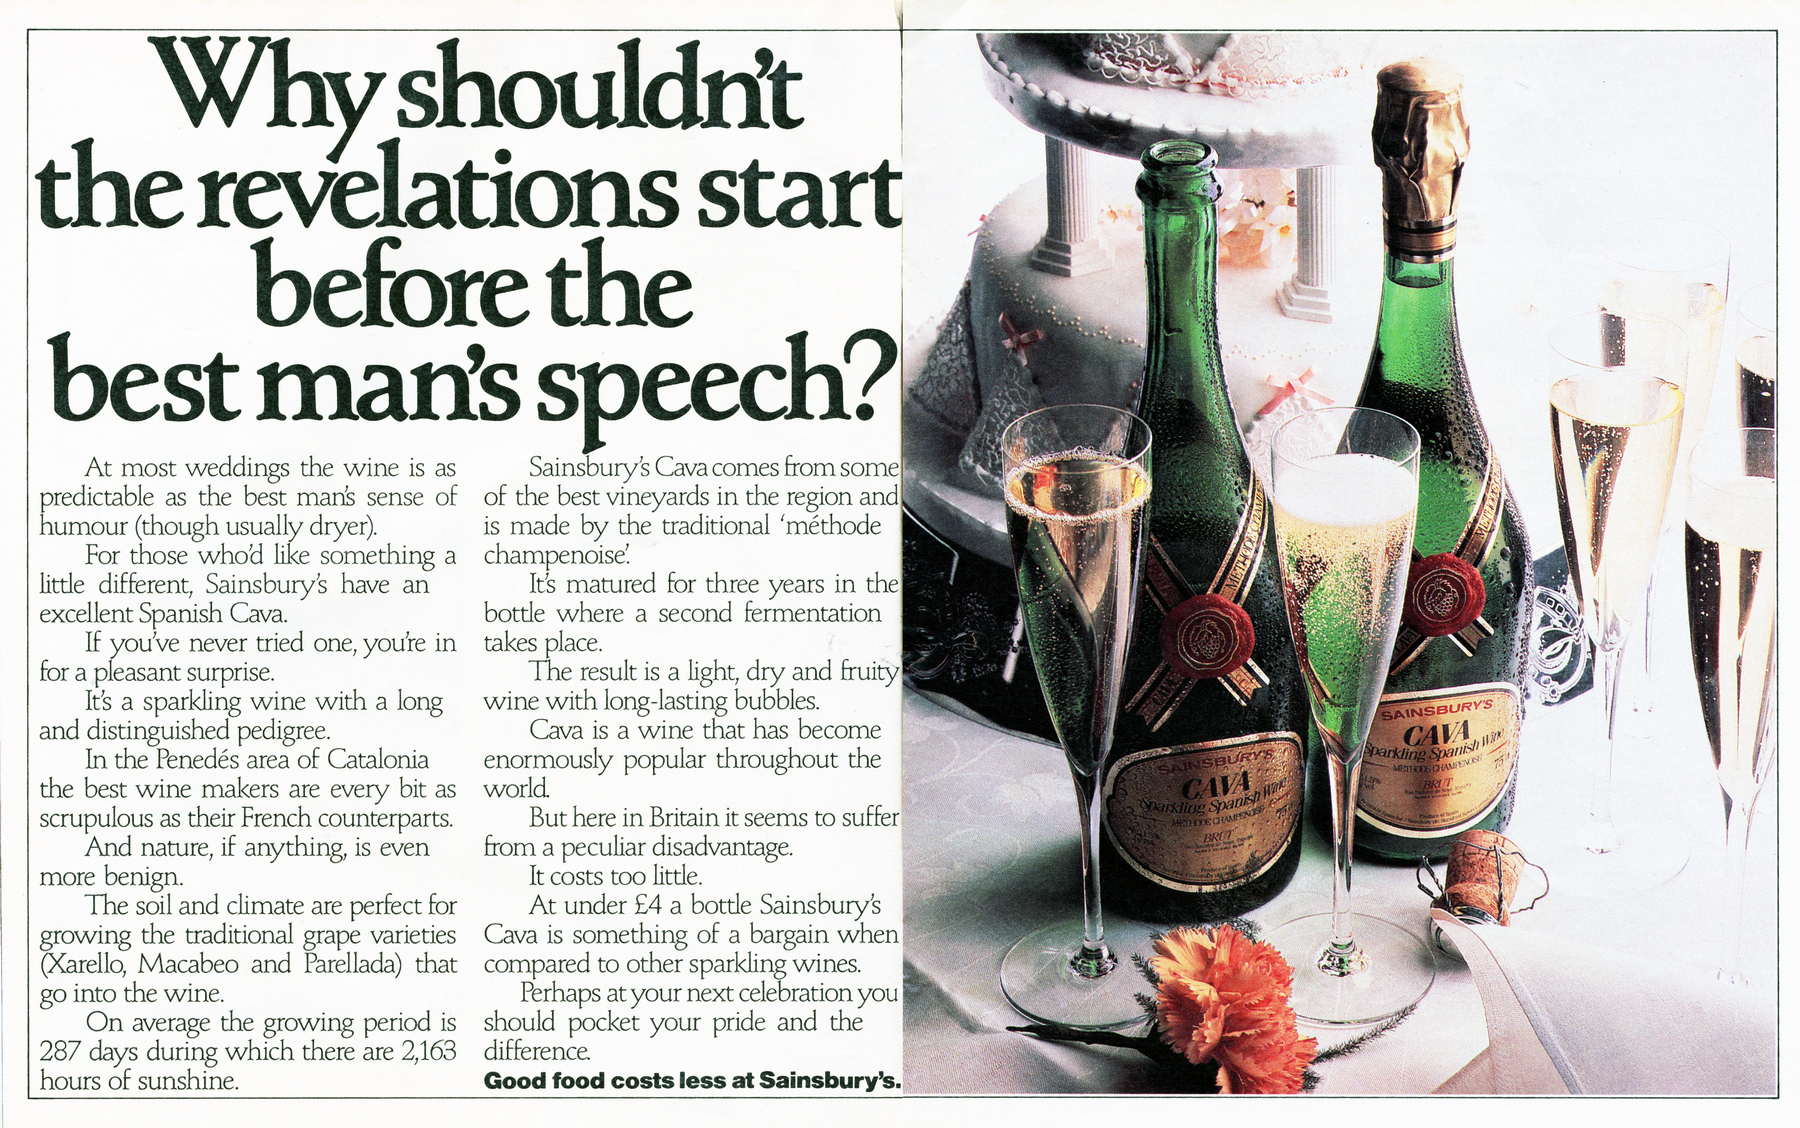 Why shouldn't
the revelations start
before the
best man's speech?
At most weddings the wine is as
predictable as the best man's sense of
humour (though usually dryer).
For those who'd like something a
little different, Sainsbury's have an
excellent Spanish Cava.
If you've never tried one, you're in
for a pleasant surprise.
It's a sparkling wine with a long
and distinguished pedigree.
In the Penedés area of Catalonia
the best wine makers are every bit as
scrupulous as their French counterparts.
And nature, if anything, is even
more benign.
The soil and climate are perfect for
growing the traditional grape varieties
(Xarello, Macabeo and Parellada) that
go into the wine.
On average the growing period is
287 days during which there are 2,163
hours of sunshine.
Sainsbury's Cava comes from some
of the best vineyards in the region and
is made by the traditional 'méthode
champenoise'.
It's matured for three years in the
bottle where a second fermentation
takes place.
The result is a light, dry and fruity
wine with long-lasting bubbles.
Cava is a wine that has become
enormously popular throughout the
world.
But here in Britain it seems to suffer
from a peculiar disadvantage.
It costs too little.
At under £4 a bottle Sainsbury's
Cava is something of a bargain when
compared to other sparkling wines.
Perhaps at your next celebration you
should pocket your pride and the
difference.
Good food costs less at Sainsbury's.
SAINSBURY'S
CAVA
Sparkling Spanish Wine
METHODE CHAMPENOISE
BRUT
SAINSBURY'S
CAVA
Sparkling Spanish Wine
METHODE CHAMPENOISE
BRUT